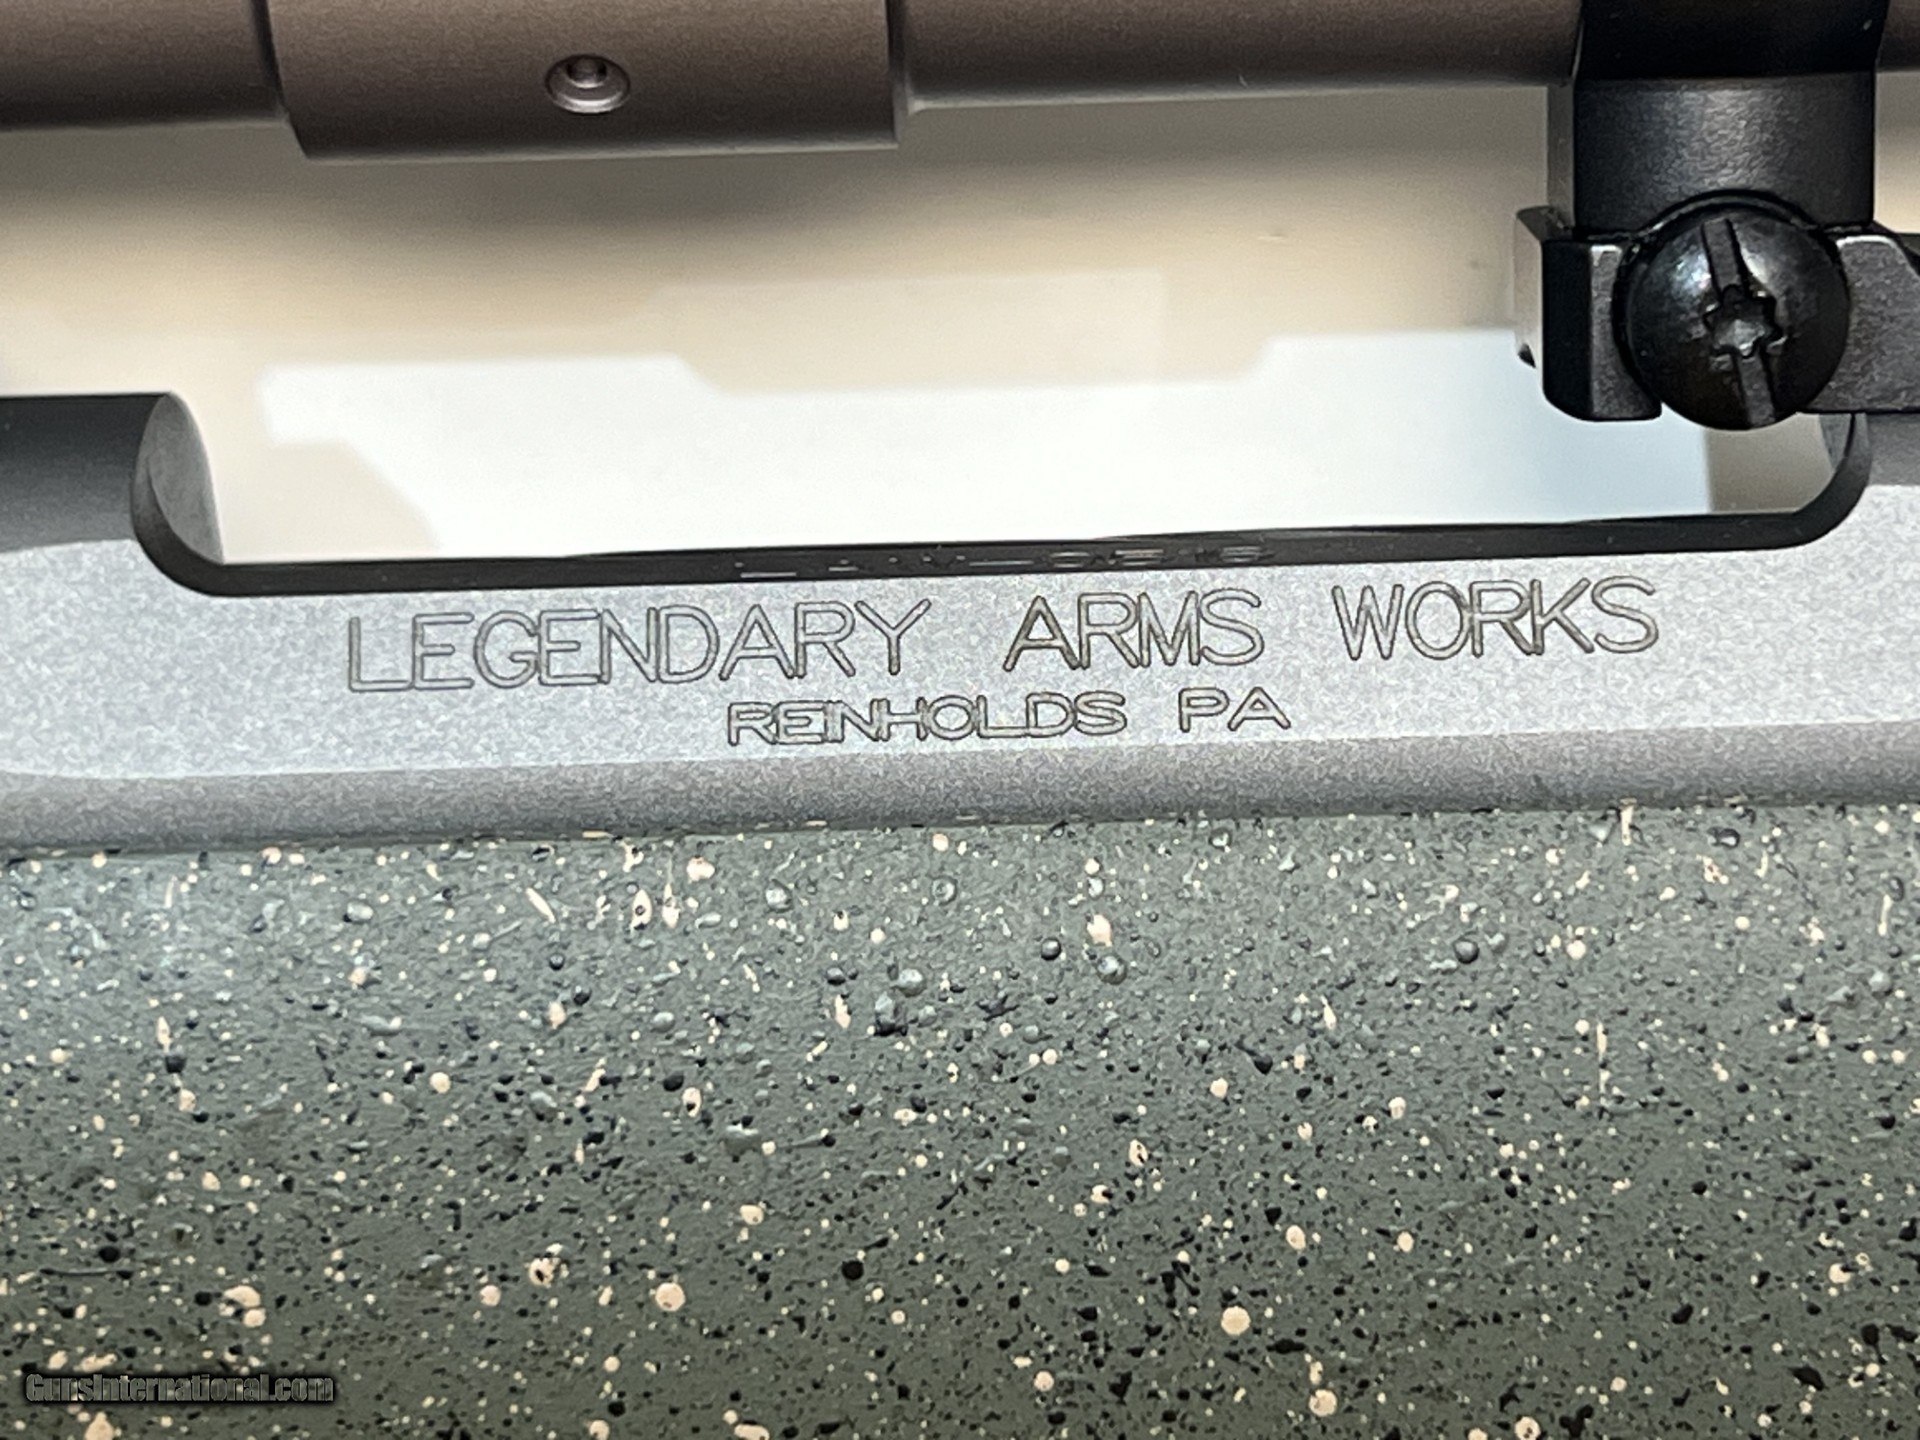 LEGENDARY ARMS WORKS
REINHOLDS PA
GunsInternational.com